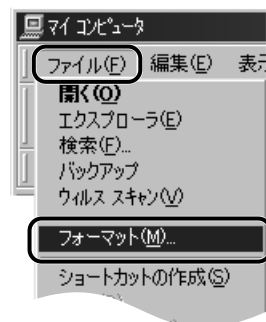 マイ コンピュータ
ファイル(F) 編集(E) 表示
開く(O)
エクスプローラ(E)
検索(F)...
バックアップ
ウィルス スキャン(V)
フォーマット(M)...
ショートカットの作成(S)